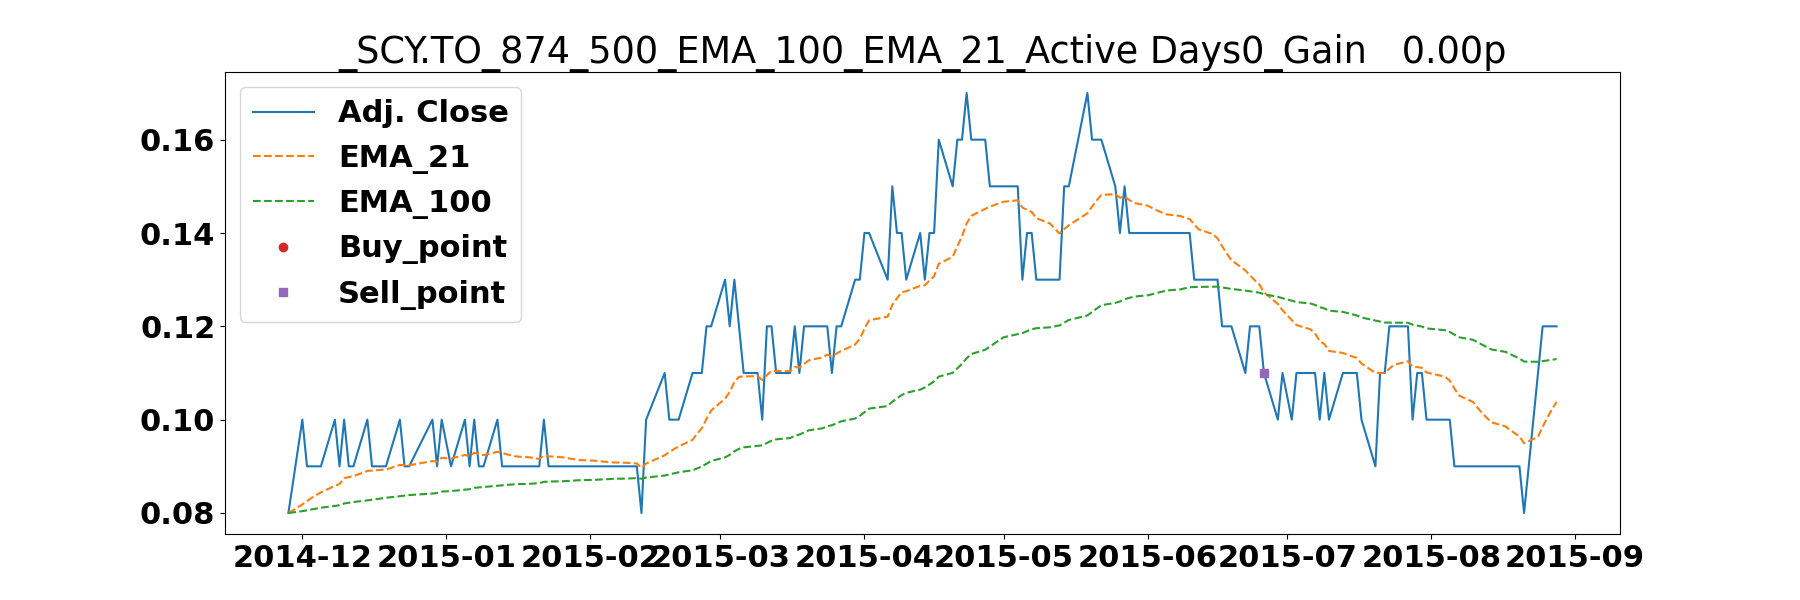 _SCY.TO_874_500_EMA_100_EMA_21_Active Days0_Gain   0.00p
Adj. Close
EMA_21
EMA_100
Buy_point
Sell_point
0.16
0.14
0.12
0.10
0.08
2014-12 2015-01 2015-02 2015-03 2015-04 2015-05 2015-06 2015-07 2015-08 2015-09